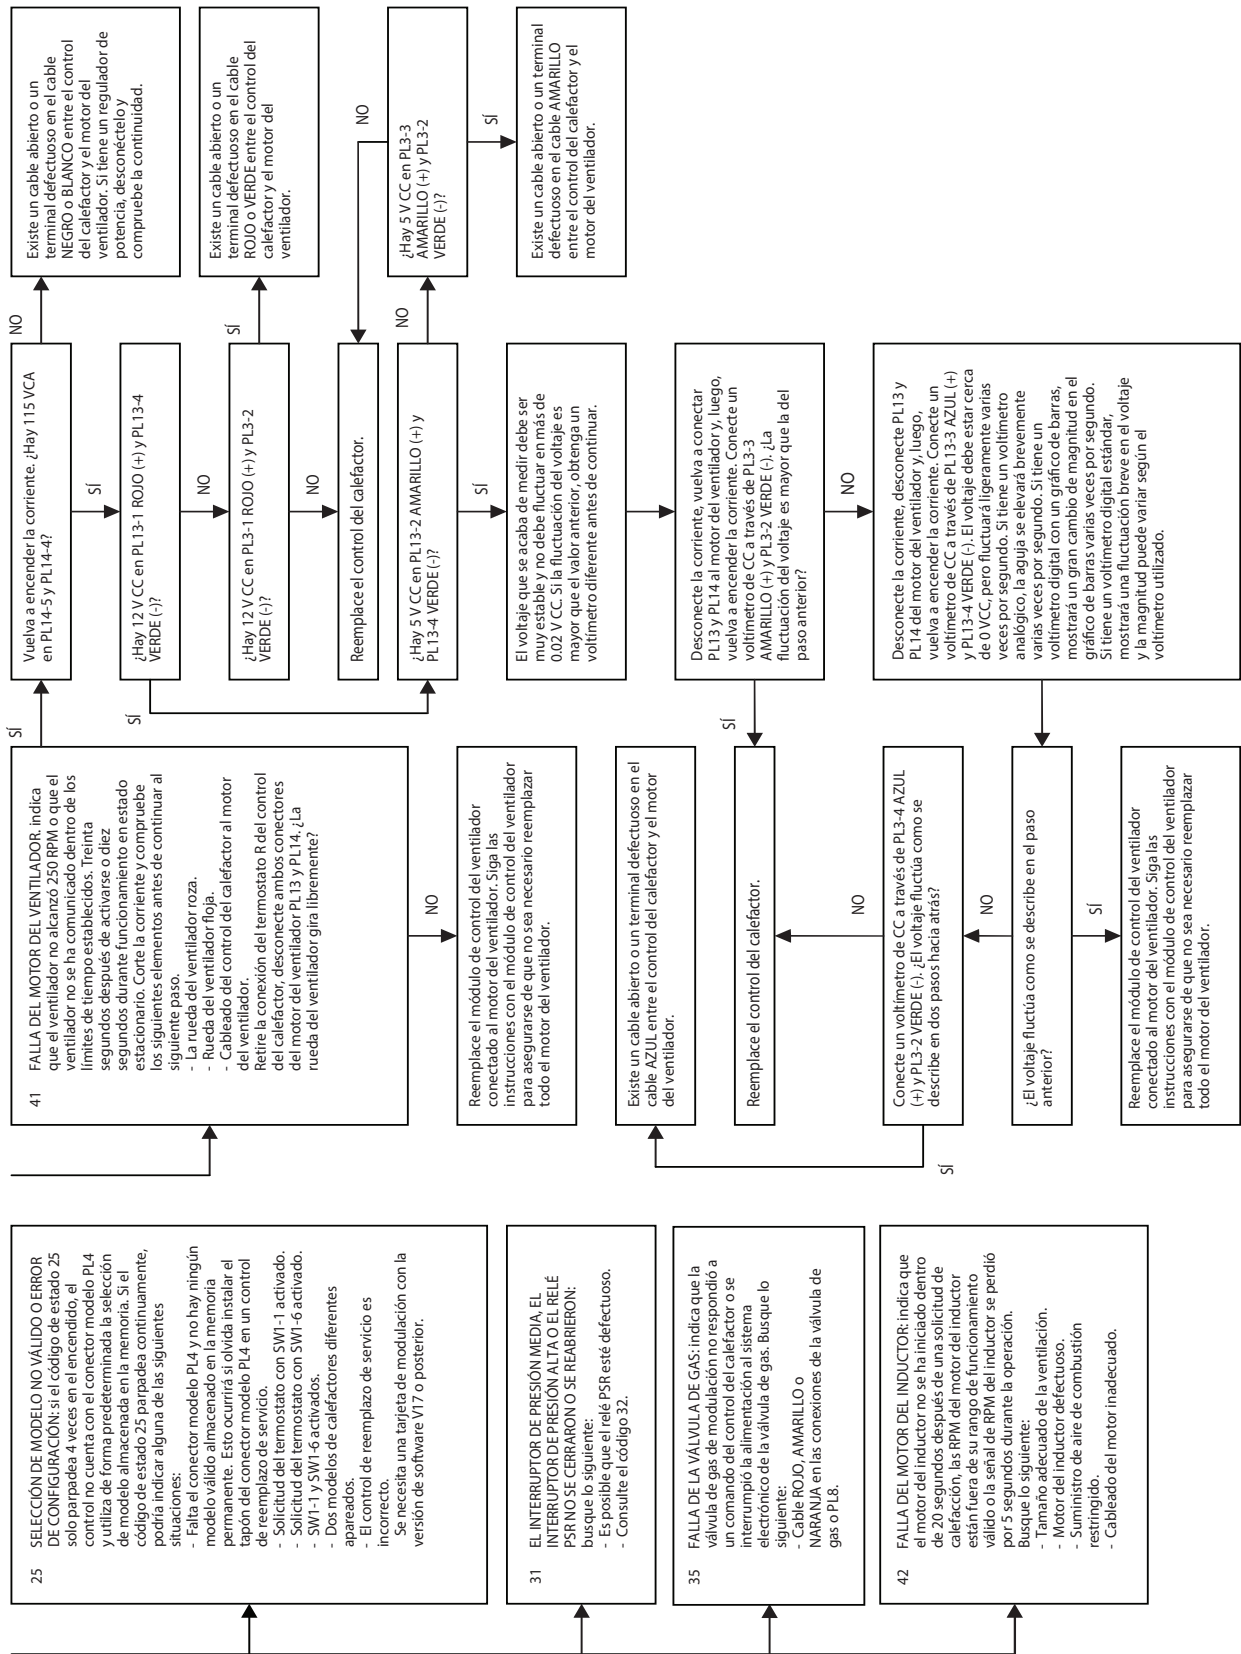 25 SELECCIÓN DE MODELO NO VÁLIDO O ERROR
DE CONFIGURACIÓN: si el código de estado 25
solo parpadea 4 veces en el encendido, el
control no cuenta con el conector modelo PL4
y utiliza de forma predeterminada la selección
de modelo almacenada en la memoria. Si el
código de estado 25 parpadea continuamente,
podría indicar alguna de las siguientes
situaciones:
- Falta el conector modelo PL4 y no hay ningún
modelo válido almacenado en la memoria
permanente. Esto ocurrirá si olvida instalar el
tapón del conector modelo PL4 en un control
de reemplazo de servicio.
- Solicitud del termostato con SW1-1 activado.
- Solicitud del termostato con SW1-6 activado.
- SW1-1 y SW1-6 activados.
- Dos modelos de calefactores diferentes
apareados.
- El control de reemplazo de servicio es
incorrecto.
Se necesita una tarjeta de modulación con la
versión de software V17 o posterior.
31 EL INTERRUPTOR DE PRESIÓN MEDIA, EL
INTERRUPTOR DE PRESIÓN ALTA O EL RELÉ
PSR NO SE CERRARON O SE REABRIERON:
busque lo siguiente:
- Es posible que el relé PSR esté defectuoso.
- Consulte el código 32.
35 FALLA DE LA VÁLVULA DE GAS: indica que la
válvula de gas de modulación no respondió a
un comando del control del calefactor o se
interrumpió la alimentación al sistema
electrónico de la válvula de gas. Busque lo
siguiente:
- Cable ROJO, AMARILLO o
NARANJA en las conexiones de la válvula de
gas o PL8.
42 FALLA DEL MOTOR DEL INDUCTOR: indica que
el motor del inductor no se ha iniciado dentro
de 20 segundos después de una solicitud de
calefacción, las RPM del motor del inductor
están fuera de su rango de funcionamiento
válido o la señal de RPM del inductor se perdió
por 5 segundos durante la operación.
Busque lo siguiente:
- Tamaño adecuado de la ventilación.
- Motor del inductor defectuoso.
- Suministro de aire de combustión
restringido.
- Cableado del motor inadecuado.
41 FALLA DEL MOTOR DEL VENTILADOR. indica
que el ventilador no alcanzó 250 RPM o que el
ventilador no se ha comunicado dentro de los
límites de tiempo establecidos. Treinta
segundos después de activarse o diez
segundos durante funcionamiento en estado
estacionario. Corte la corriente y compruebe
los siguientes elementos antes de continuar al
siguiente paso.
- La rueda del ventilador roza.
- Rueda del ventilador floja.
- Cableado del control del calefactor al motor
del ventilador.
Retire la conexión del termostato R del control
del calefactor, desconecte ambos conectores
del motor del ventilador PL13 y PL14. ¿La
rueda del ventilador gira libremente?
SÍ
NO
Reemplace el módulo de control del ventilador
conectado al motor del ventilador. Siga las
instrucciones con el módulo de control del ventilador
para asegurarse de que no sea necesario reemplazar
todo el motor del ventilador.
Vuelva a encender la corriente. ¿Hay 115 VCA
en PL14-5 y PL14-4?
NO
Existe un cable abierto o un
terminal defectuoso en el cable
NEGRO o BLANCO entre el control
del calefactor y el motor del
ventilador. Si tiene un regulador de
potencia, desconéctelo y
compruebe la continuidad.
SÍ
¿Hay 12 V CC en PL13-1 ROJO (+) y PL13-4
VERDE (-)?
SÍ
NO
¿Hay 12 V CC en PL3-1 ROJO (+) y PL3-2
VERDE (-)?
SÍ
Existe un cable abierto o un
terminal defectuoso en el cable
ROJO o VERDE entre el control del
calefactor y el motor del
ventilador.
NO
Reemplace el control del calefactor.
¿Hay 5 V CC en PL13-2 AMARILLO (+) y
PL13-4 VERDE (-)?
NO
¿Hay 5 V CC en PL3-3
AMARILLO (+) y PL3-2
VERDE (-)?
NO
SÍ
Existe un cable abierto o un terminal
defectuoso en el cable AMARILLO
entre el control del calefactor y el
motor del ventilador.
SÍ
El voltaje que se acaba de medir debe ser
muy estable y no debe fluctuar en más de
0.02 V CC. Si la fluctuación del voltaje es
mayor que el valor anterior, obtenga un
voltímetro diferente antes de continuar.
Desconecte la corriente, vuelva a conectar
PL13 y PL14 al motor del ventilador y, luego,
vuelva a encender la corriente. Conecte un
voltímetro de CC a través de PL3-3
AMARILLO (+) y PL3-2 VERDE (-). ¿La
fluctuación del voltaje es mayor que la del
paso anterior?
SÍ
Reemplace el control del calefactor.
NO
Desconecte la corriente, desconecte PL13 y
PL14 del motor del ventilador y, luego,
vuelva a encender la corriente. Conecte un
voltímetro de CC a través de PL13-3 AZUL (+)
y PL13-4 VERDE (-). El voltaje debe estar cerca
de 0 VCC, pero fluctuará ligeramente varias
veces por segundo. Si tiene un voltímetro
analógico, la aguja se elevará brevemente
varias veces por segundo. Si tiene un
voltímetro digital con un gráfico de barras,
mostrará un gran cambio de magnitud en el
gráfico de barras varias veces por segundo.
Si tiene un voltímetro digital estándar,
mostrará una fluctuación breve en el voltaje
y la magnitud puede variar según el
voltímetro utilizado.
¿El voltaje fluctúa como se describe en el paso
anterior?
SÍ
Reemplace el módulo de control del ventilador
conectado al motor del ventilador. Siga las
instrucciones con el módulo de control del ventilador
para asegurarse de que no sea necesario reemplazar
todo el motor del ventilador.
NO
Conecte un voltímetro de CC a través de PL3-4 AZUL
(+) y PL3-2 VERDE (-). ¿El voltaje fluctúa como se
describe en dos pasos hacia atrás?
NO
SÍ
Existe un cable abierto o un terminal defectuoso en el
cable AZUL entre el control del calefactor y el motor
del ventilador.